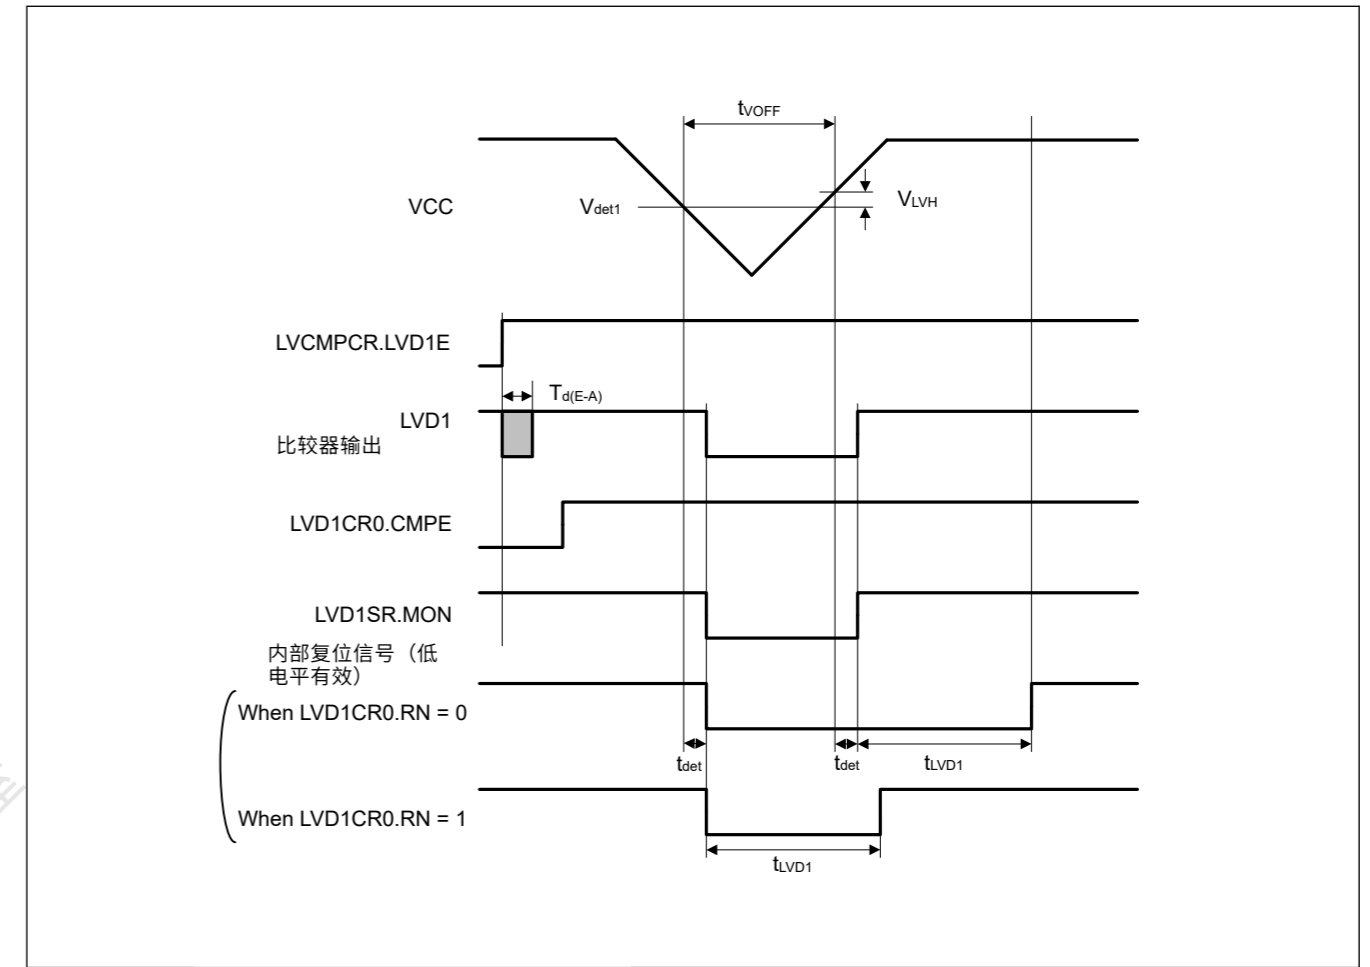 tVOFF
VCC
Vdet1
VLVH
LVCMPCR.LVD1E
Td(E-A)
LVD1
比较器输出
LVD1CR0.CMPE
LVD1SR.MON
内部复位信号（低
电平有效）
When LVD1CR0.RN = 0
tdet
tdet
tLVD1
When LVD1CR0.RN = 1
tLVD1